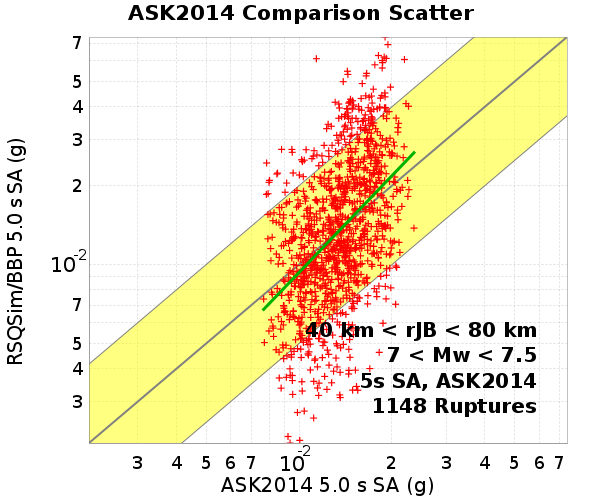 ASK2014 Comparison Scatter
RSQSim/BBP 5.0 s SA (g)
7
5
4
3
2
10-2
7
5
4
3
40 km < rJB < 80 km
7 < Mw < 7.5
5s SA, ASK2014
1148 Ruptures
3 4 5 6 7 10-2 2 3 4 5 6 7
ASK2014 5.0 s SA (g)